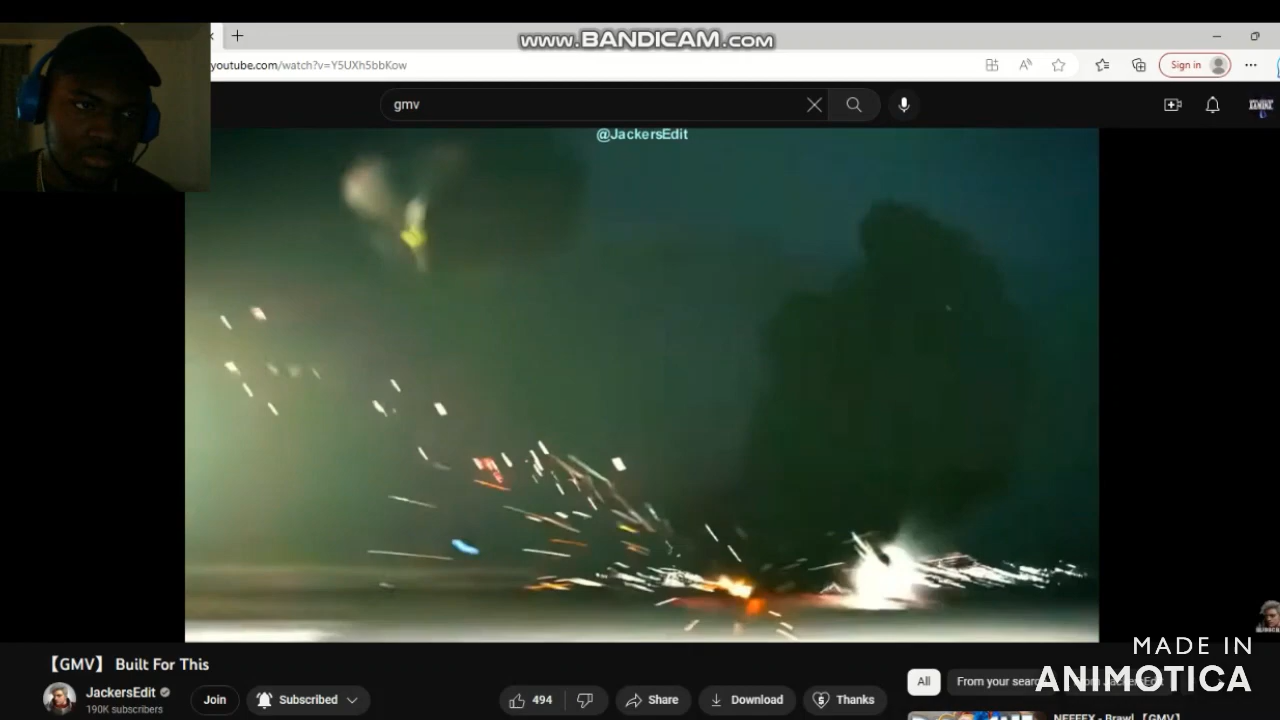 www.BANDICAM.com
youtube.com/watch?v=Y5UXh5bbKow
Sign in
gmv
@JackersEdit
【GMV】 Built For This
JackersEdit
190K subscribers
Join
Subscribed
494
Share
Download
Thanks
All
From your sear
MADE IN
ANIMOTICA
NEFFEX - Brawl 【GMV】